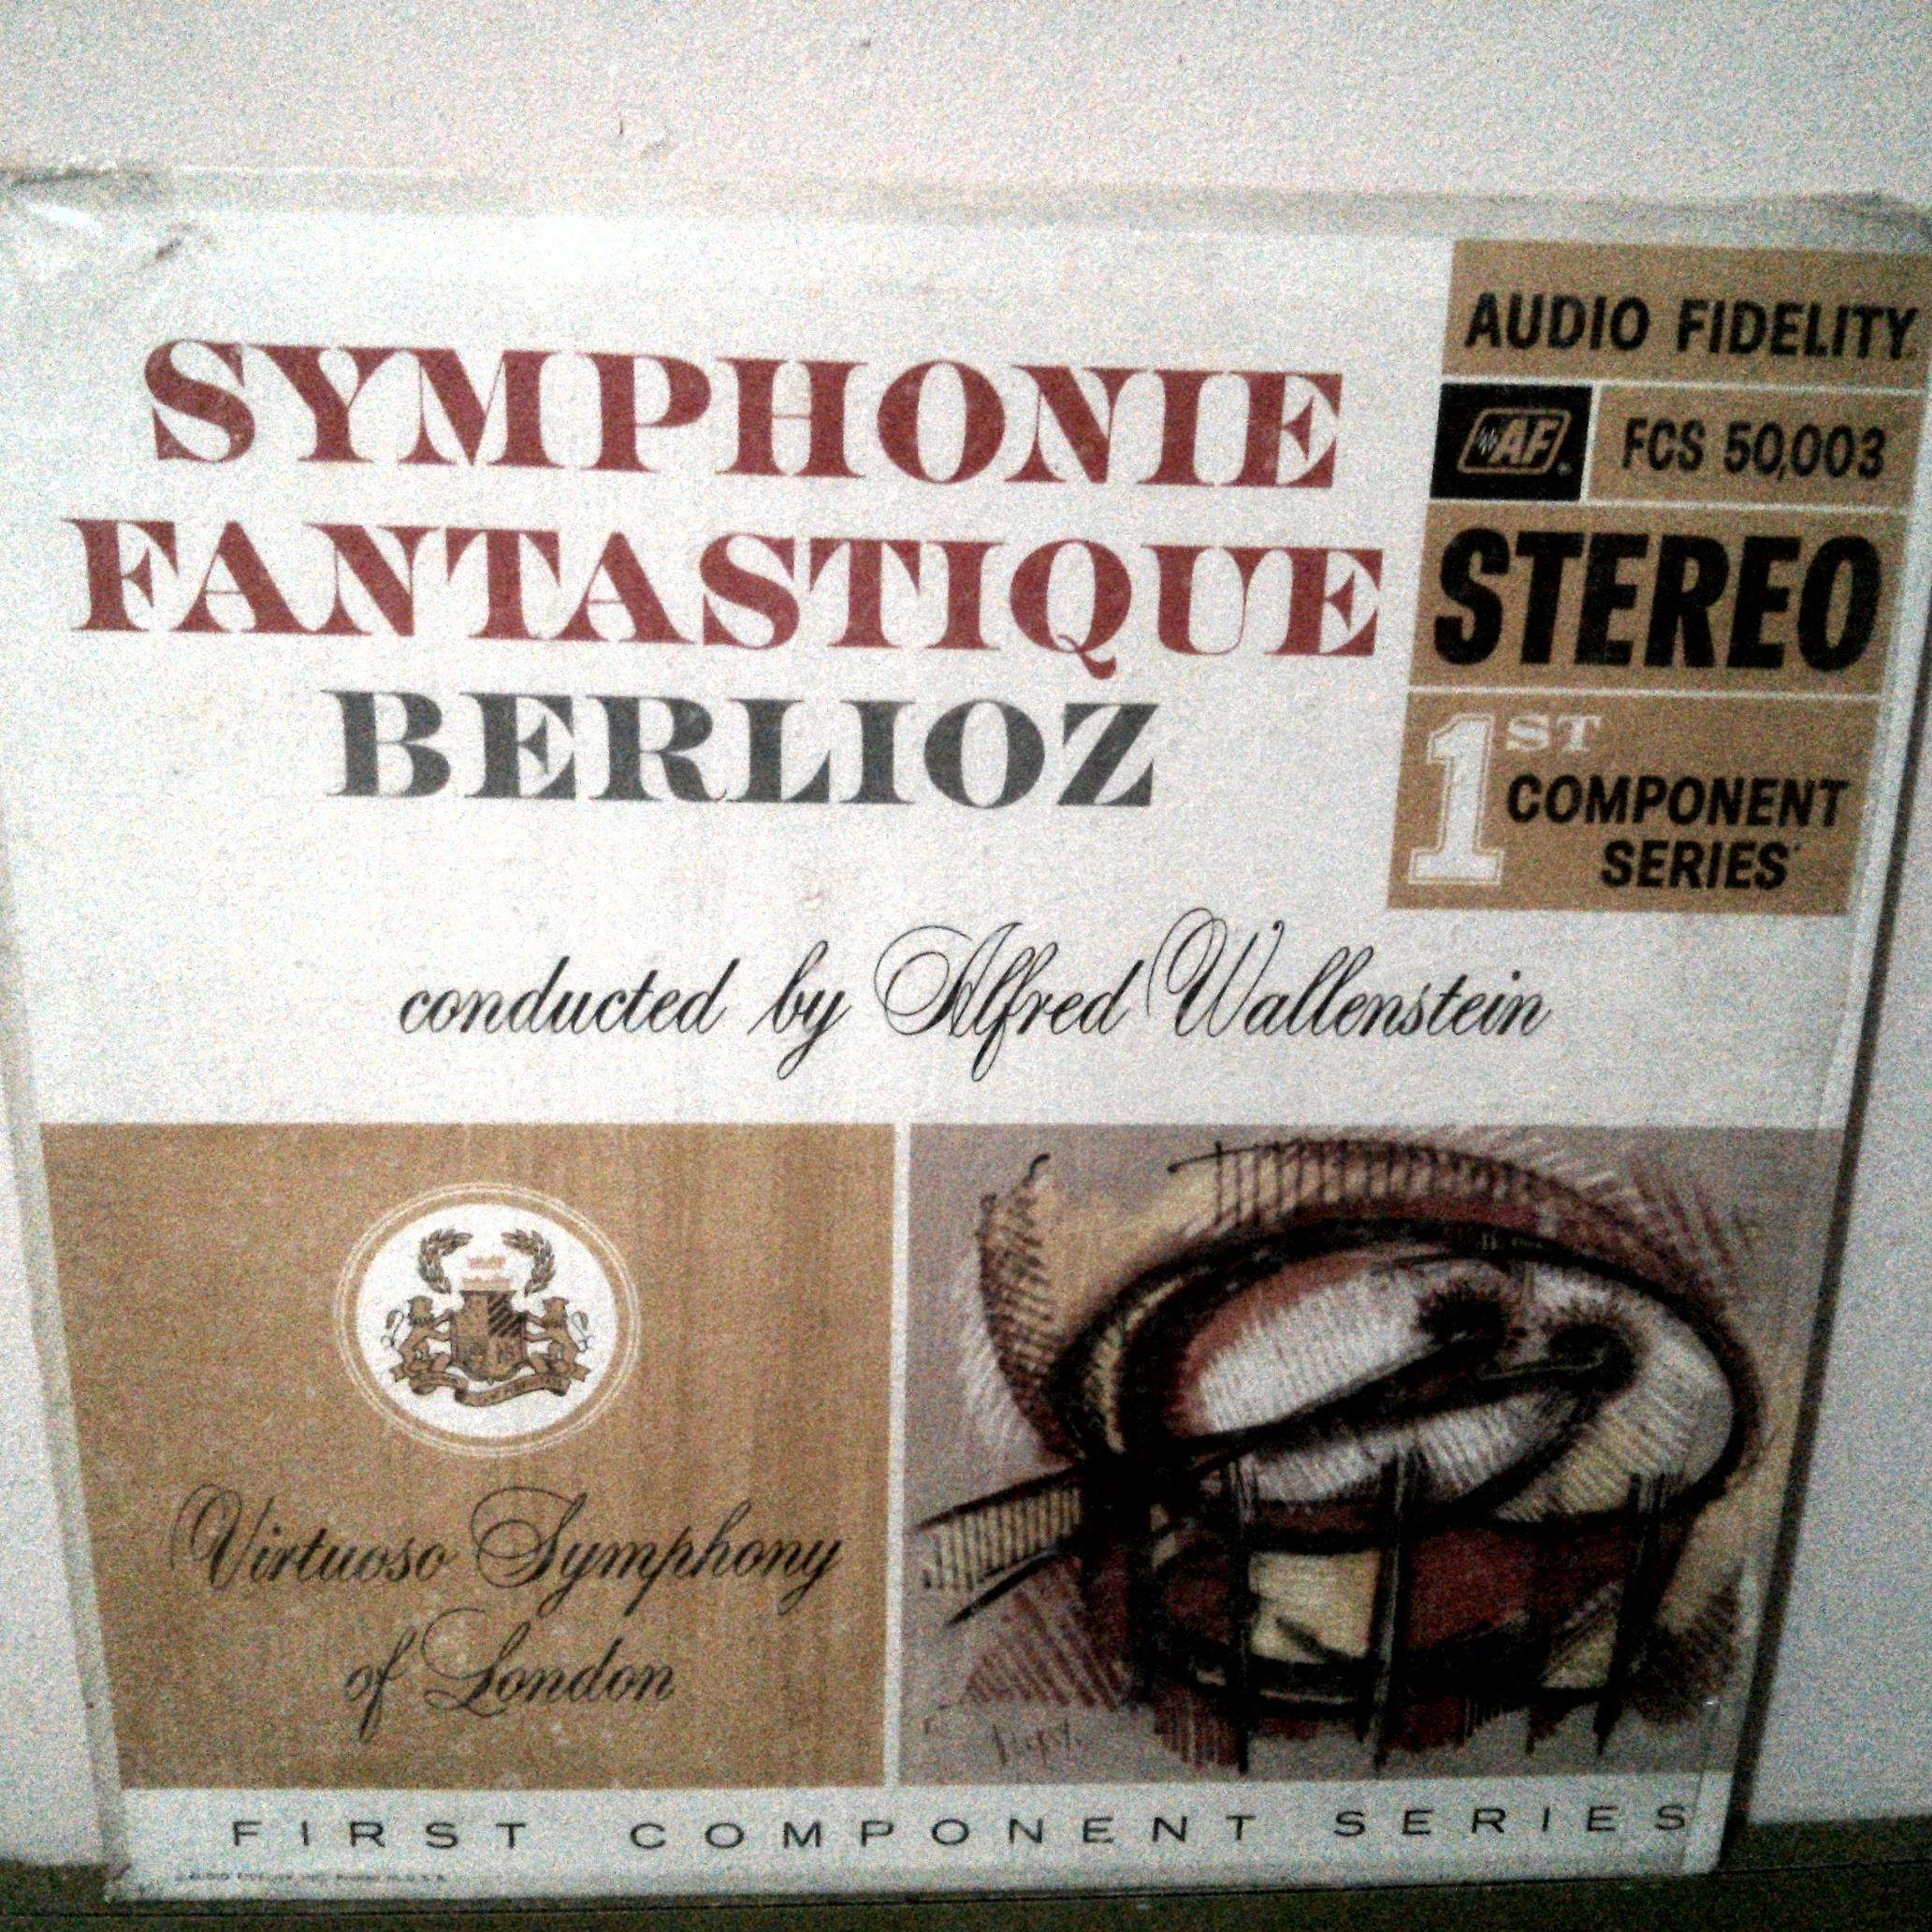 SYMPHONIE
FANTASTIQUE
BERLIOZ
AUDIO FIDELITY
AF
FCS 50,003
STEREO
1ST
COMPONENT
SERIES
conducted by Alfred Wallenstein
Virtuoso Symphony
of London
FIRST COMPONENT SERIES